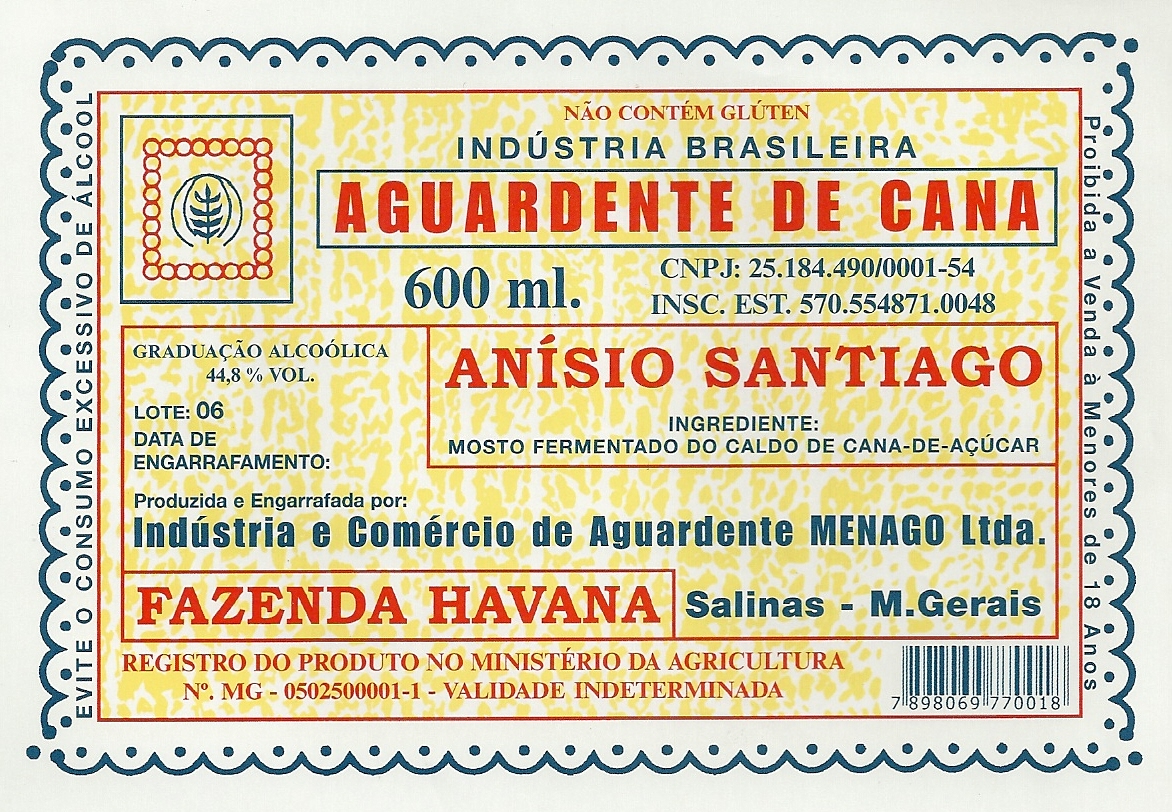 NÃO CONTÉM GLÚTEN
INDÚSTRIA BRASILEIRA
AGUARDENTE DE CANA
600 ml.
CNPJ: 25.184.490/0001-54
INSC. EST. 570.554871.0048
GRADUAÇÃO ALCOÓLICA
44,8 % VOL.
LOTE: 06
DATA DE
ENGARRAFAMENTO:
ANÍSIO SANTIAGO
INGREDIENTE:
MOSTO FERMENTADO DO CALDO DE CANA-DE-AÇÚCAR
Produzida e Engarrafada por:
Indústria e Comércio de Aguardente MENAGO Ltda.
FAZENDA HAVANA
Salinas - M.Gerais
REGISTRO DO PRODUTO NO MINISTÉRIO DA AGRICULTURA
Nº. MG - 0502500001-1 - VALIDADE INDETERMINADA
7 898069 770018
EVITE O CONSUMO EXCESSIVO DE ÁLCOOL
Proibida a Venda à Menores de 18 Anos